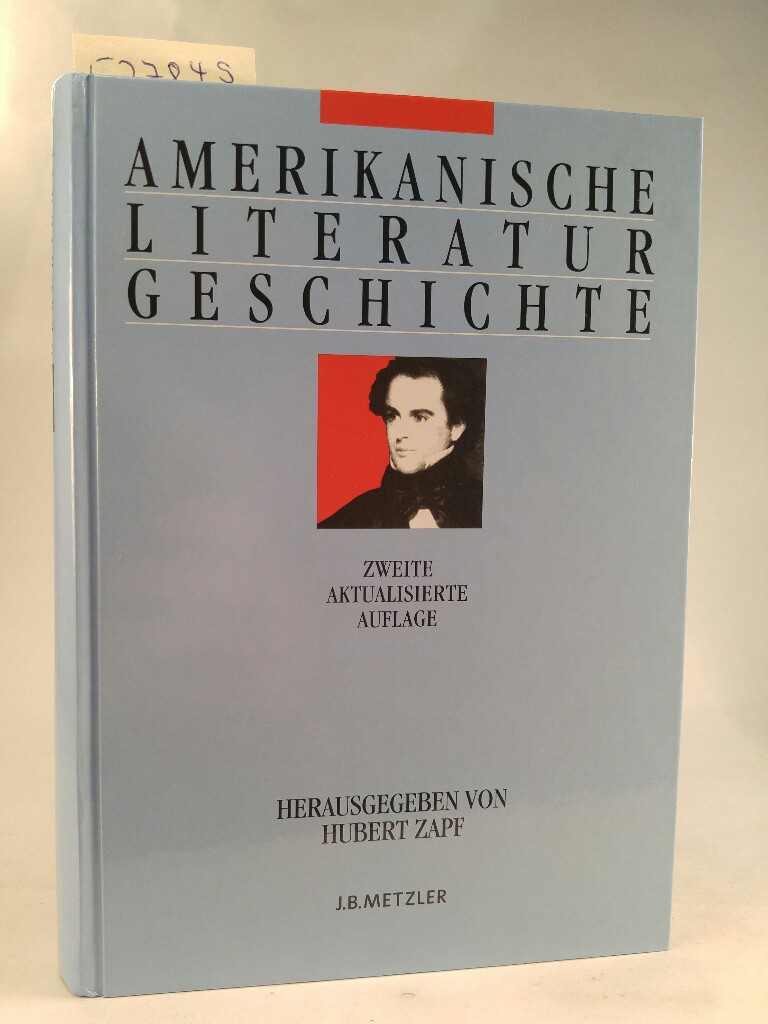 AMERIKANISCHE
LITERATUR
GESCHICHTE
ZWEITE
AKTUALISIERTE
AUFLAGE
HERAUSGEGEBEN VON
HUBERT ZAPF
J.B.METZLER